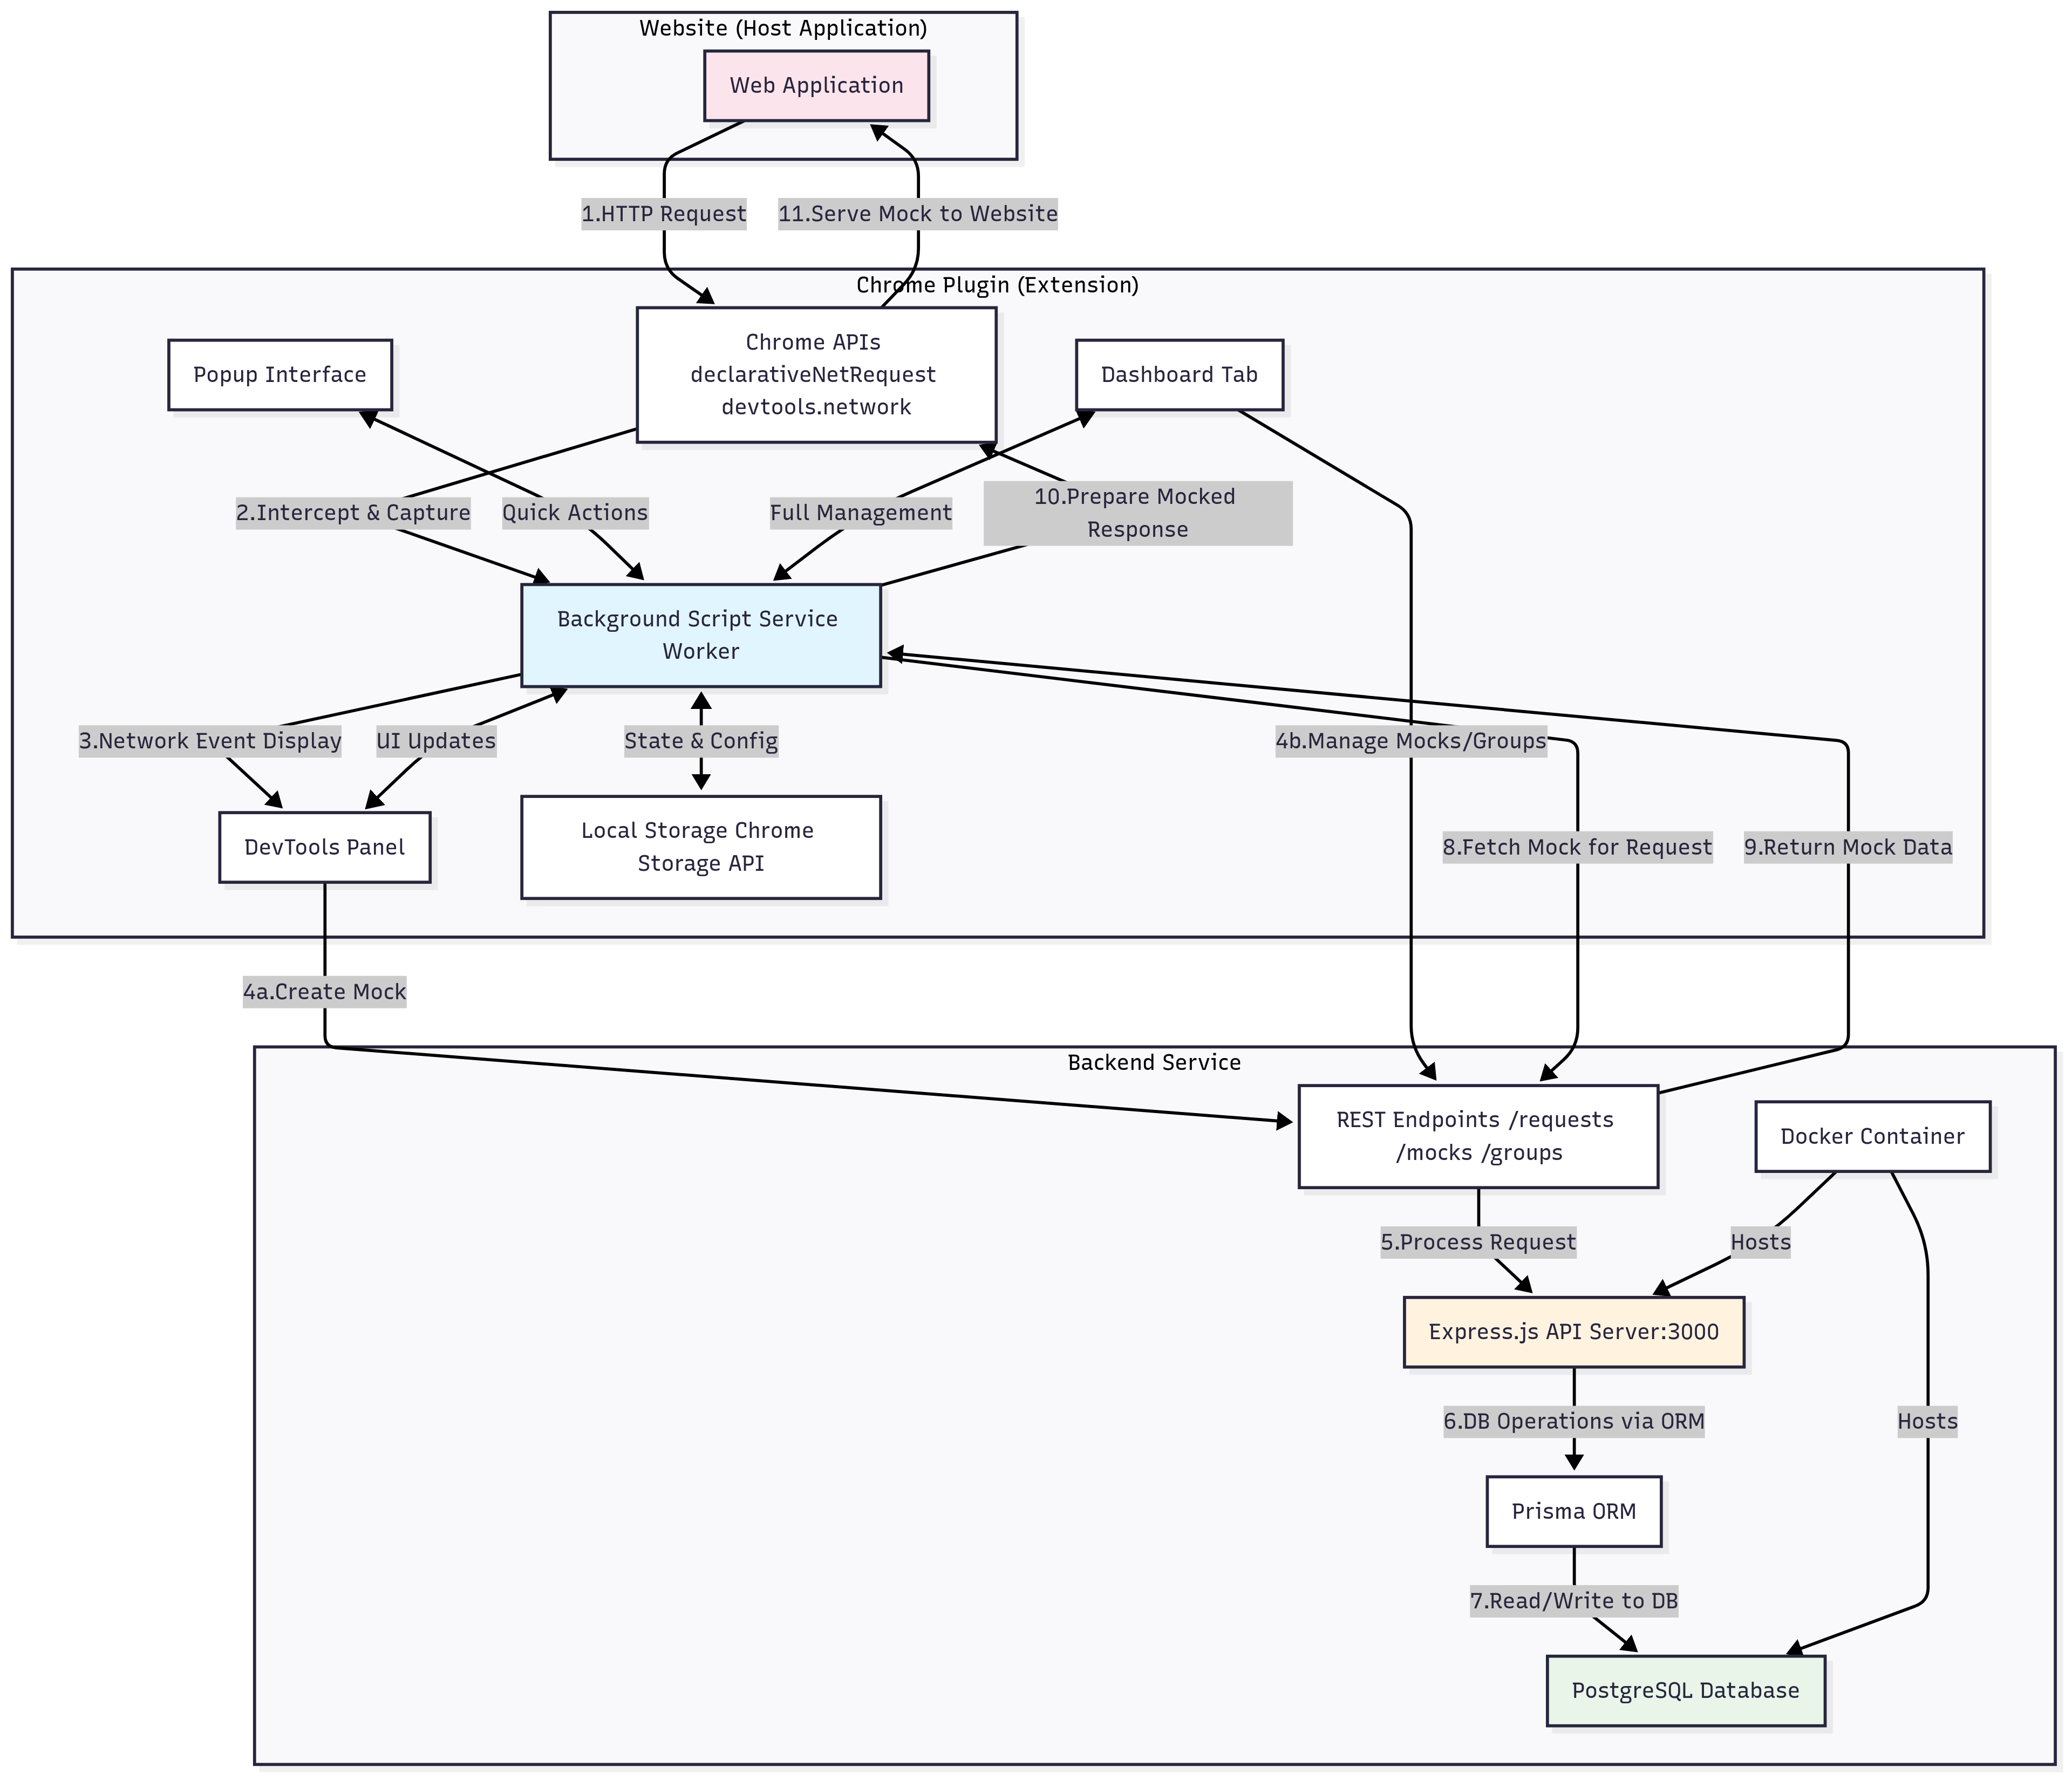 Website (Host Application)
Web Application
1.HTTP Request
11.Serve Mock to Website
Chrome Plugin (Extension)
Chrome APIs
declarativeNetRequest
devtools.network
Popup Interface
Dashboard Tab
2.Intercept & Capture
Quick Actions
Full Management
10.Prepare Mocked
Response
Background Script Service
Worker
3.Network Event Display
UI Updates
State & Config
4b.Manage Mocks/Groups
DevTools Panel
Local Storage Chrome
Storage API
8.Fetch Mock for Request
9.Return Mock Data
4a.Create Mock
Backend Service
REST Endpoints /requests
/mocks /groups
Docker Container
5.Process Request
Hosts
Express.js API Server:3000
6.DB Operations via ORM
Hosts
Prisma ORM
7.Read/Write to DB
PostgreSQL Database